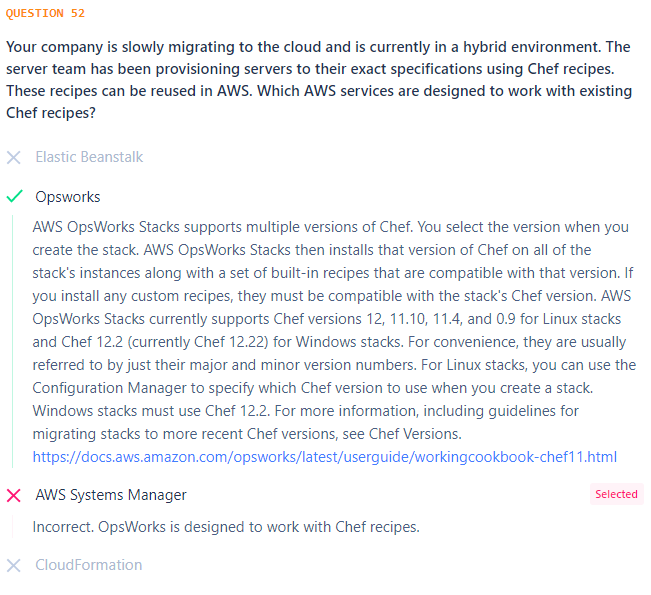 QUESTION 52
Your company is slowly migrating to the cloud and is currently in a hybrid environment. The
server team has been provisioning servers to their exact specifications using Chef recipes.
These recipes can be reused in AWS. Which AWS services are designed to work with existing
Chef recipes?
Elastic Beanstalk
Opsworks
AWS OpsWorks Stacks supports multiple versions of Chef. You select the version when you
create the stack. AWS OpsWorks Stacks then installs that version of Chef on all of the
stack's instances along with a set of built-in recipes that are compatible with that version. If
you install any custom recipes, they must be compatible with the stack's Chef version. AWS
OpsWorks Stacks currently supports Chef versions 12, 11.10, 11.4, and 0.9 for Linux stacks
and Chef 12.2 (currently Chef 12.22) for Windows stacks. For convenience, they are usually
referred to by just their major and minor version numbers. For Linux stacks, you can use the
Configuration Manager to specify which Chef version to use when you create a stack.
Windows stacks must use Chef 12.2. For more information, including guidelines for
migrating stacks to more recent Chef versions, see Chef Versions.
https://docs.aws.amazon.com/opsworks/latest/userguide/workingcookbook-chef11.html
AWS Systems Manager
Selected
Incorrect. OpsWorks is designed to work with Chef recipes.
CloudFormation